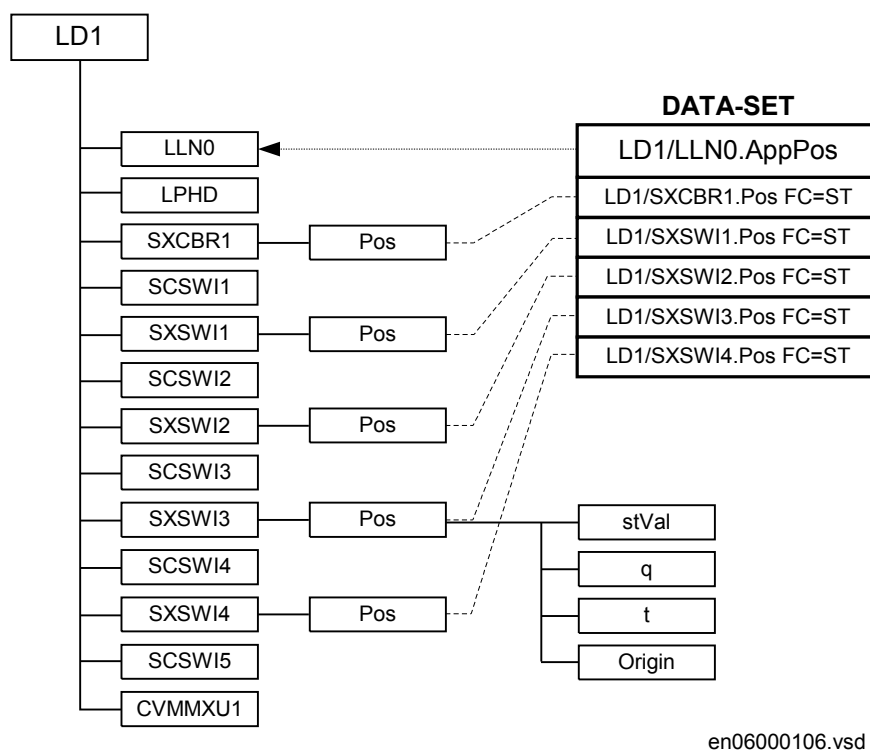 LD1
DATA-SET
LD1/LLN0.AppPos
LD1/SXCBR1.Pos FC=ST
LD1/SXSWI1.Pos FC=ST
LD1/SXSWI2.Pos FC=ST
LD1/SXSWI3.Pos FC=ST
LD1/SXSWI4.Pos FC=ST
LLN0
LPHD
SXCBR1 Pos
SCSWI1
SXSWI1 Pos
SCSWI2
SXSWI2 Pos
SCSWI3
SXSWI3 Pos
SCSWI4
SXSWI4 Pos
SCSWI5
CVMMXU1
stVal
q
t
Origin
en06000106.vsd